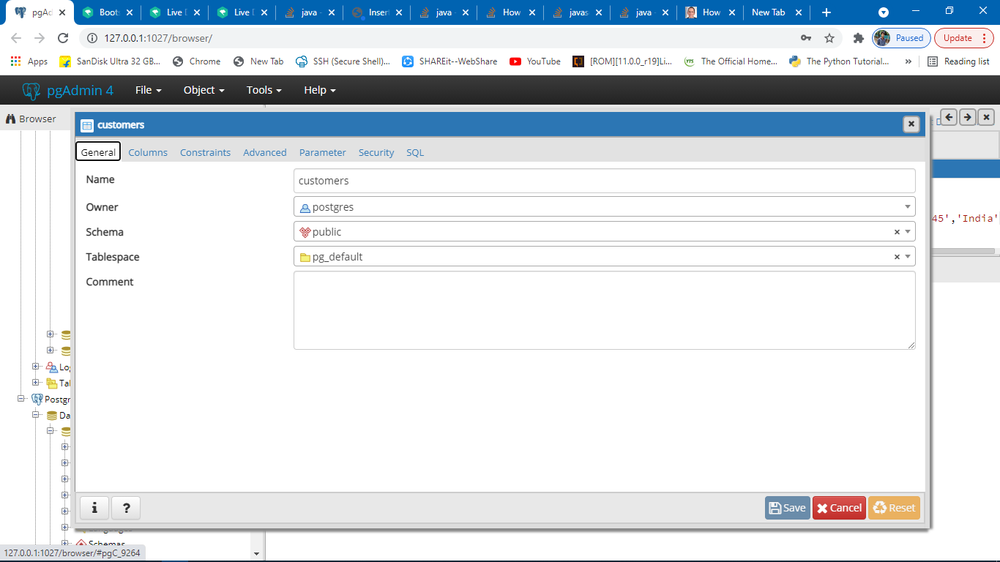 pgAd
Boots
Live D
Live D
java -
Inser
java -
How
javas
java -
How
New Tab
127.0.0.1:1027/browser/
Paused
Update
Apps
SanDisk Ultra 32 GB...
Chrome
New Tab
SSH (Secure Shell)...
SHAREit--WebShare
YouTube
[ROM][11.0.0_r19]Li...
The Official Home...
The Python Tutorial...
»
Reading list
pgAdmin 4
File
Object
Tools
Help
Browser
customers
General
Columns
Constraints
Advanced
Parameter
Security
SQL
Name
customers
Owner
postgres
Schema
public
Tablespace
pg_default
Comment
45','India'
Log
Tal
Postgr
Da
Languages
Schemas
i
?
Save
Cancel
Reset
127.0.0.1:1027/browser/#pgC_9264